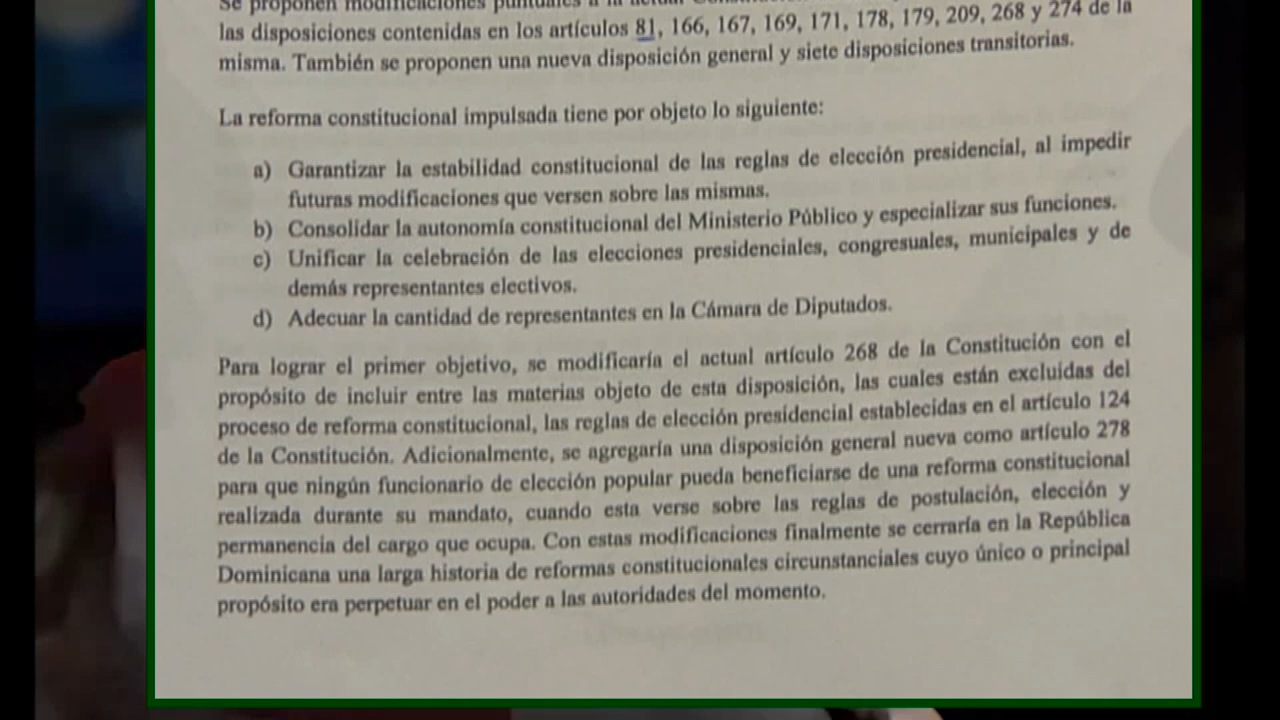 Se proponen modificaciones puntuales a la actual
las disposiciones contenidas en los artículos 81, 166, 167, 169, 171, 178, 179, 209, 268 y 274 de la
misma. También se proponen una nueva disposición general y siete disposiciones transitorias.
La reforma constitucional impulsada tiene por objeto lo siguiente:
a) Garantizar la estabilidad constitucional de las reglas de elección presidencial, al impedir
futuras modificaciones que versen sobre las mismas.
b) Consolidar la autonomía constitucional del Ministerio Público y especializar sus funciones.
c) Unificar la celebración de las elecciones presidenciales, congresuales, municipales y de
demás representantes electivos.
d) Adecuar la cantidad de representantes en la Cámara de Diputados.
Para lograr el primer objetivo, se modificaría el actual artículo 268 de la Constitución con el
propósito de incluir entre las materias objeto de esta disposición, las cuales están excluidas del
proceso de reforma constitucional, las reglas de elección presidencial establecidas en el artículo 124
de la Constitución. Adicionalmente, se agregaría una disposición general nueva como artículo 278
para que ningún funcionario de elección popular pueda beneficiarse de una reforma constitucional
realizada durante su mandato, cuando esta verse sobre las reglas de postulación, elección y
permanencia del cargo que ocupa. Con estas modificaciones finalmente se cerraría en la República
Dominicana una larga historia de reformas constitucionales circunstanciales cuyo único o principal
propósito era perpetuar en el poder a las autoridades del momento.